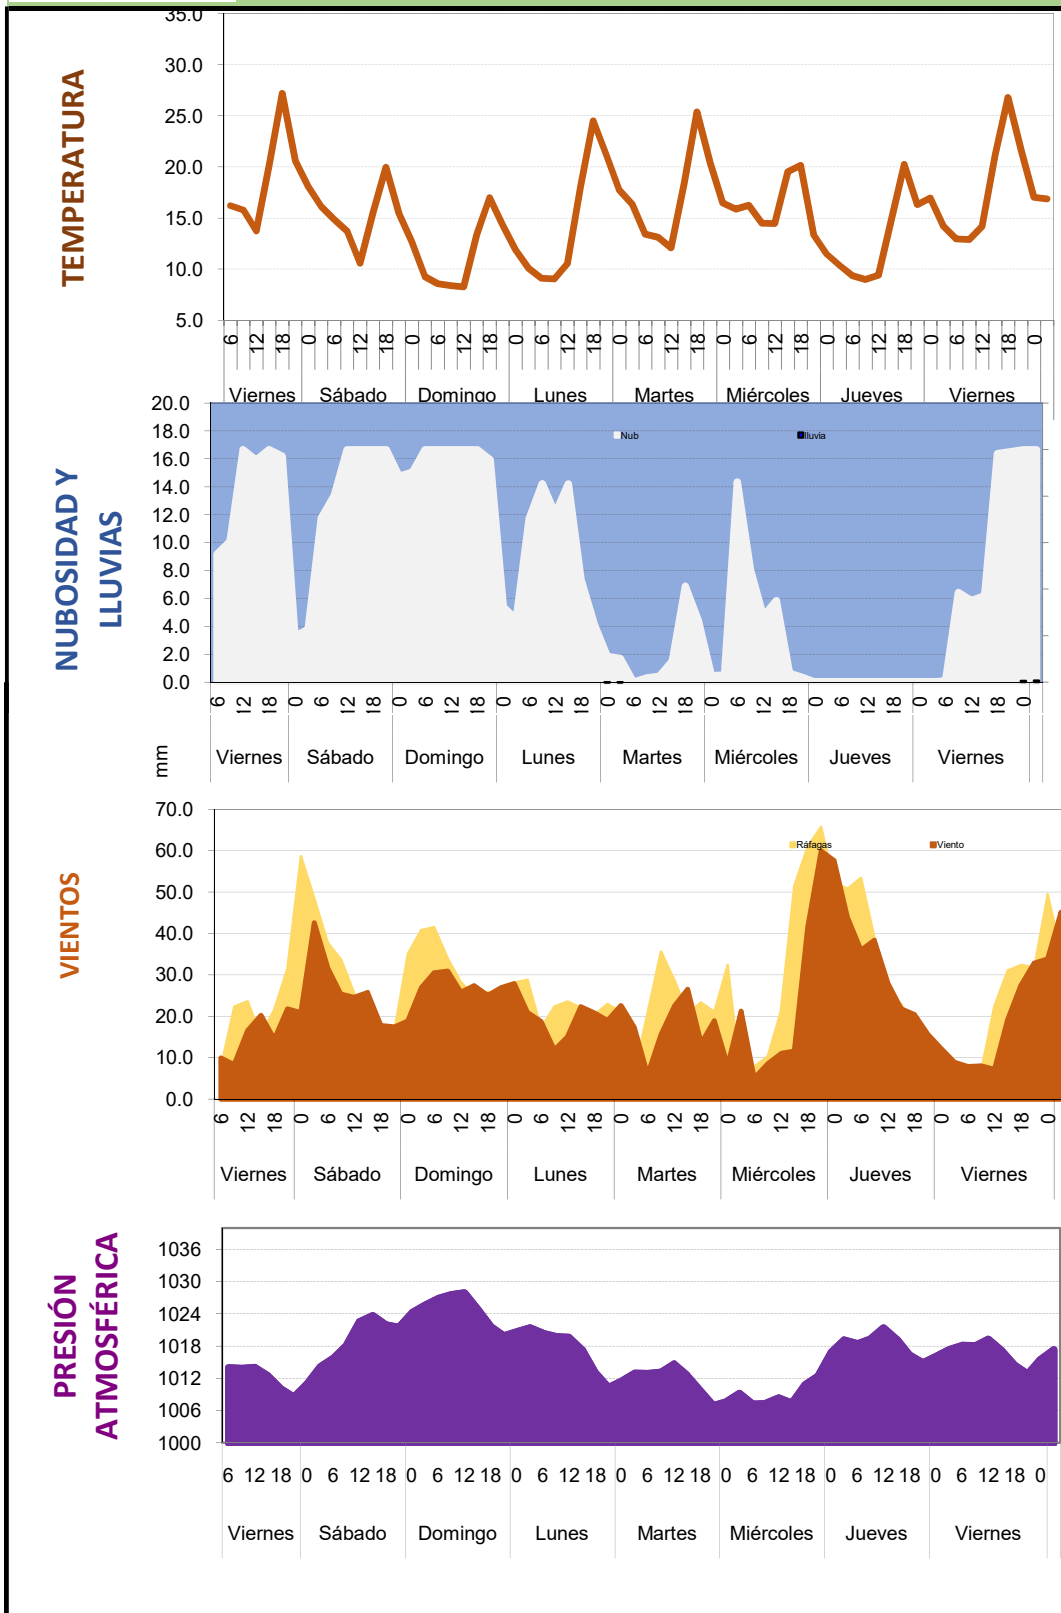 TEMPERATURA
35.0
30.0
25.0
20.0
15.0
10.0
5.0
6 12 18 0 6 12 18 0 6 12 18 0 6 12 18 0 6 12 18 0 6 12 18 0 6 12 18 0 6 12 18 0
Viernes Sábado Domingo Lunes Martes Miércoles Jueves Viernes
NUBOSIDAD Y
LLUVIAS
20.0
18.0
16.0
14.0
12.0
10.0
8.0
6.0
4.0
2.0
0.0
Nub lluvia
6 12 18 0 6 12 18 0 6 12 18 0 6 12 18 0 6 12 18 0 6 12 18 0 6 12 18 0 6 12 18 0
mm
Viernes Sábado Domingo Lunes Martes Miércoles Jueves Viernes
VIENTOS
70.0
60.0
50.0
40.0
30.0
20.0
10.0
0.0
Ráfagas Viento
6 12 18 0 6 12 18 0 6 12 18 0 6 12 18 0 6 12 18 0 6 12 18 0 6 12 18 0 6 12 18 0
Viernes Sábado Domingo Lunes Martes Miércoles Jueves Viernes
PRESIÓN
ATMOSFÉRICA
1036
1030
1024
1018
1012
1006
1000
6 12 18 0 6 12 18 0 6 12 18 0 6 12 18 0 6 12 18 0 6 12 18 0 6 12 18 0 6 12 18 0
Viernes Sábado Domingo Lunes Martes Miércoles Jueves Viernes